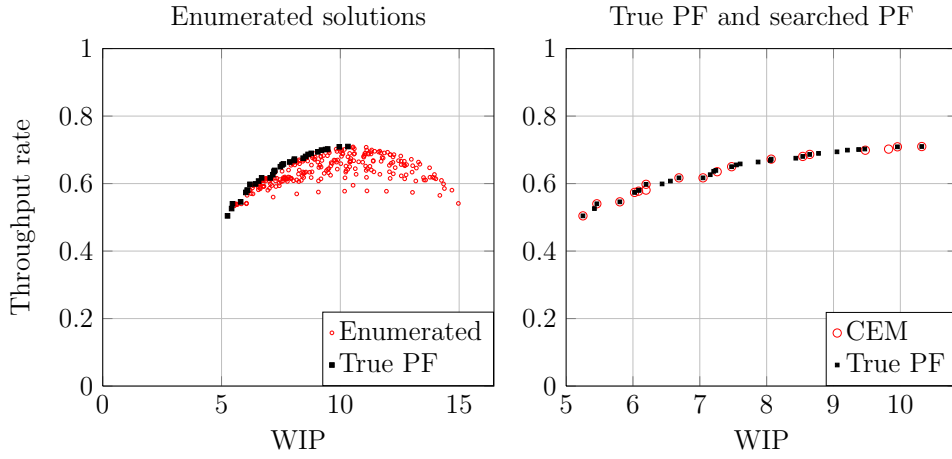 Enumerated solutions
1
0.8
0.6
0.4
0.2
0
0
5
10
15
Throughput rate
WIP
Enumerated
True PF
True PF and searched PF
1
0.8
0.6
0.4
0.2
0
5
6
7
8
9
10
WIP
CEM
True PF